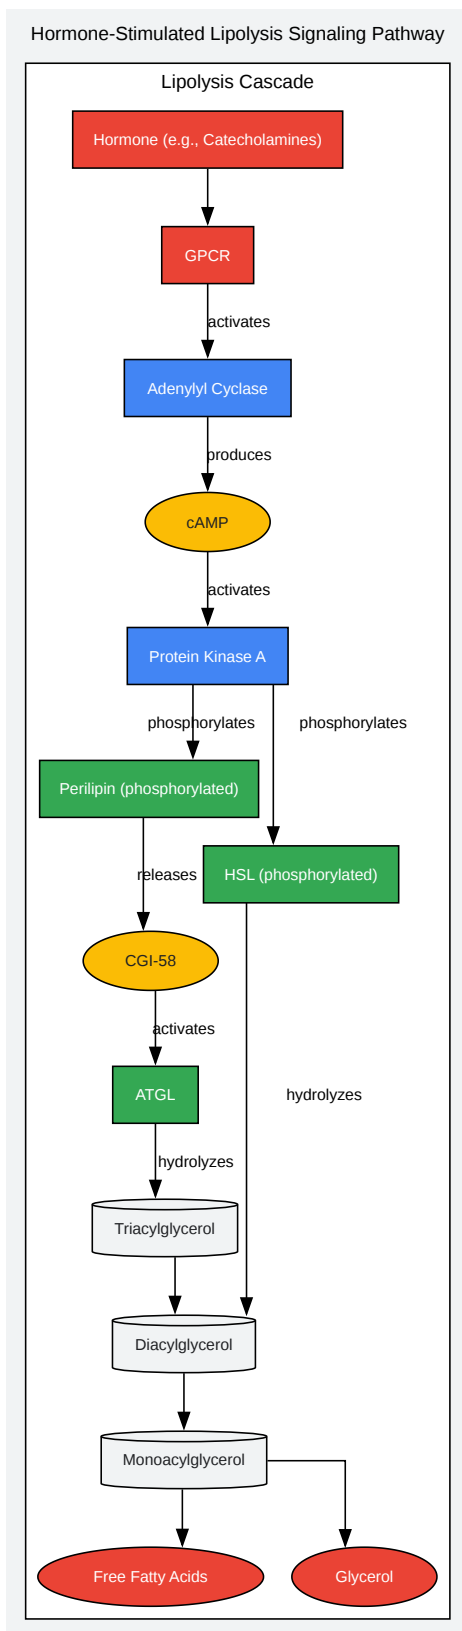 Hormone-Stimulated Lipolysis Signaling Pathway
Lipolysis Cascade
Hormone (e.g., Catecholamines)
GPCR
activates
Adenylyl Cyclase
produces
cAMP
activates
Protein Kinase A
phosphorylates
phosphorylates
Perilipin (phosphorylated)
releases
HSL (phosphorylated)
CGI-58
activates
ATGL
hydrolyzes
hydrolyzes
Triacylglycerol
Diacylglycerol
Monoacylglycerol
Free Fatty Acids
Glycerol